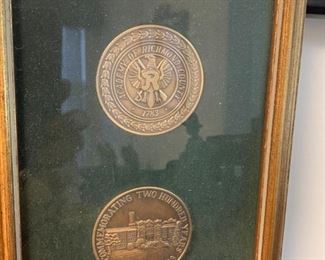 ACADEMY OF RICHMOND COUNTY
R
1783
COMMEMORATING TWO HUNDRED YEARS